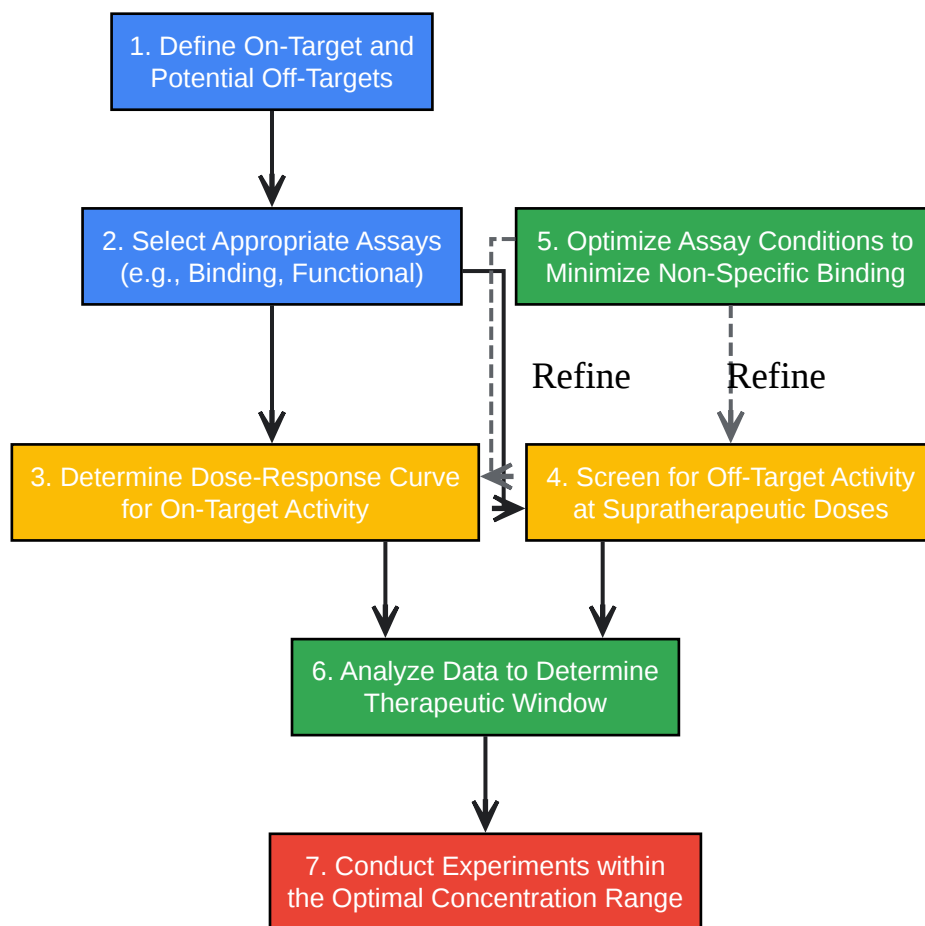 1. Define On-Target and
Potential Off-Targets
2. Select Appropriate Assays
(e.g., Binding, Functional)
5. Optimize Assay Conditions to
Minimize Non-Specific Binding
Refine
Refine
3. Determine Dose-Response Curve
for On-Target Activity
4. Screen for Off-Target Activity
at Supratherapeutic Doses
6. Analyze Data to Determine
Therapeutic Window
7. Conduct Experiments within
the Optimal Concentration Range